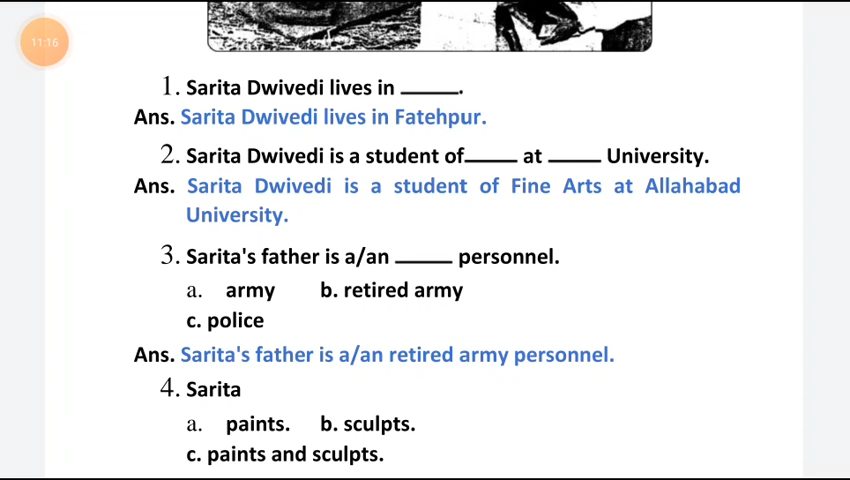 11:16
1. Sarita Dwivedi lives in _____.
Ans. Sarita Dwivedi lives in Fatehpur.
2. Sarita Dwivedi is a student of_____ at _____ University.
Ans. Sarita Dwivedi is a student of Fine Arts at Allahabad
University.
3. Sarita's father is a/an _____ personnel.
a. army b. retired army
c. police
Ans. Sarita's father is a/an retired army personnel.
4. Sarita
a. paints. b. sculpts.
c. paints and sculpts.